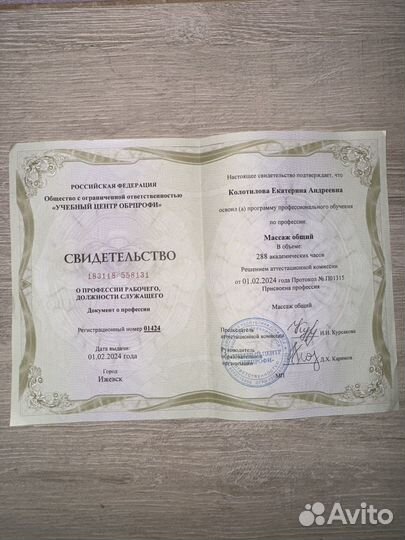 РОССИЙСКАЯ ФЕДЕРАЦИЯ
Общество с ограниченной ответственностью
«УЧЕБНЫЙ ЦЕНТР ОБРПРОФИ»
СВИДЕТЕЛЬСТВО
183118 558131
О ПРОФЕССИИ РАБОЧЕГО,
ДОЛЖНОСТИ СЛУЖАЩЕГО
Документ о профессии
Регистрационный номер 01424
Дата выдачи:
01.02.2024 года
Город
Ижевск
Настоящее свидетельство подтверждает, что
Колотилова Екатерина Андреевна
освоил (а) программу профессионального обучения
по профессии
Массаж общий
В объеме
288 академических часов
Решением аттестационной комиссии
от 01.02.2024 года Протокол № П01315
Присвоена профессия
Массаж общий
Председатель
аттестационной комиссии
И.И. Курсакова
Руководитель
образовательной
организации
Д.Х. Каримов
МП
Avito